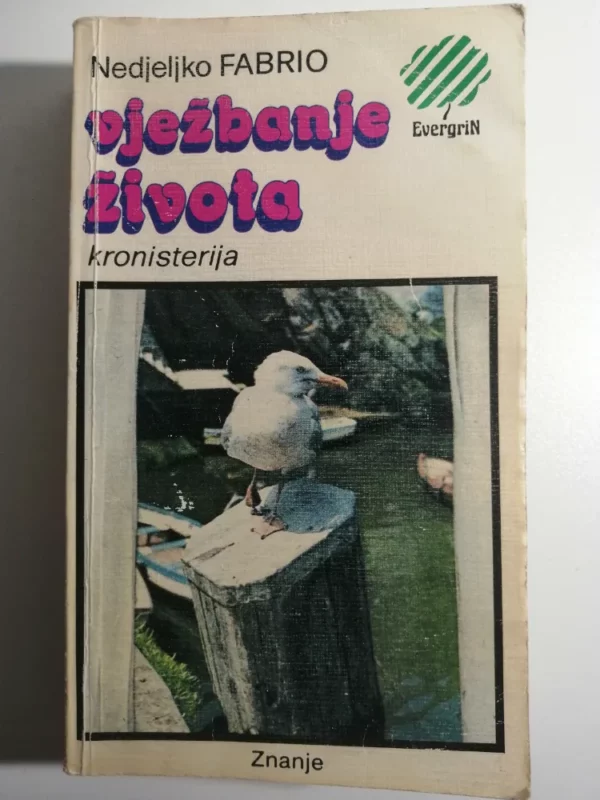 Nedjeljko FABRIO
EvergriN
vježbanje
života
kronisterija
Znanje